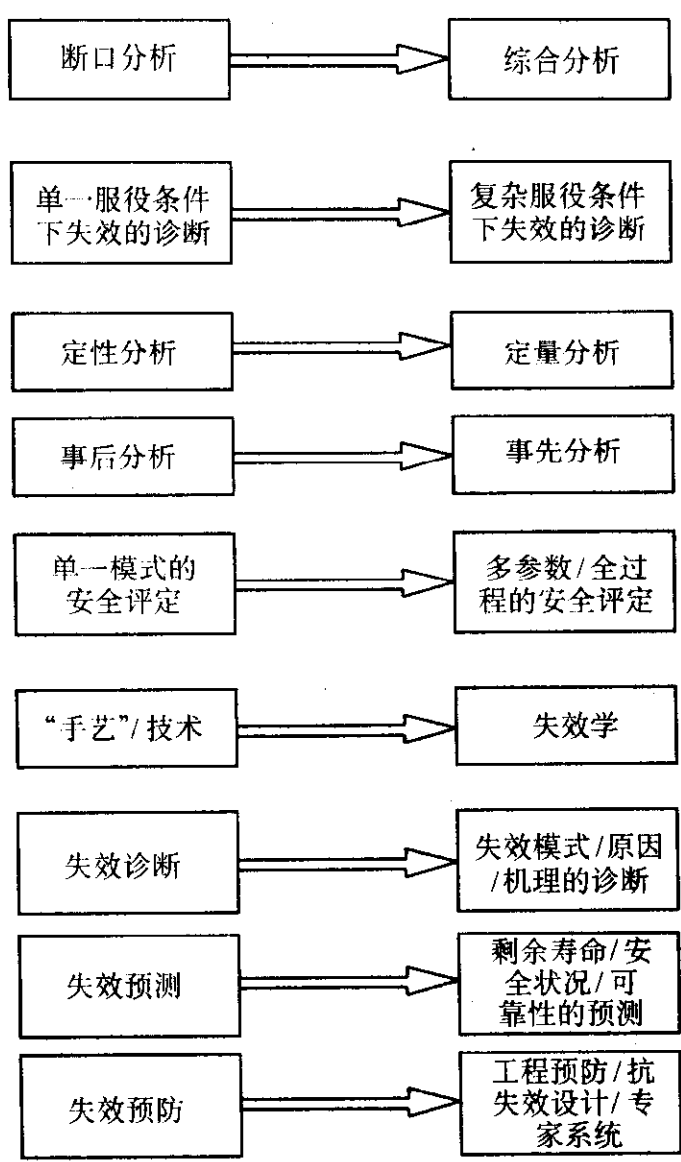 断口分析
综合分析
单一服役条件
下失效的诊断
复杂服役条件
下失效的诊断
定性分析
定量分析
事后分析
事先分析
单一模式的
安全评定
多参数/全过
程的安全评定
“手艺”/技术
失效学
失效诊断
失效模式/原因
/机理的诊断
失效预测
剩余寿命/安
全状况/可
靠性的预测
失效预防
工程预防/抗
失效设计/专
家系统